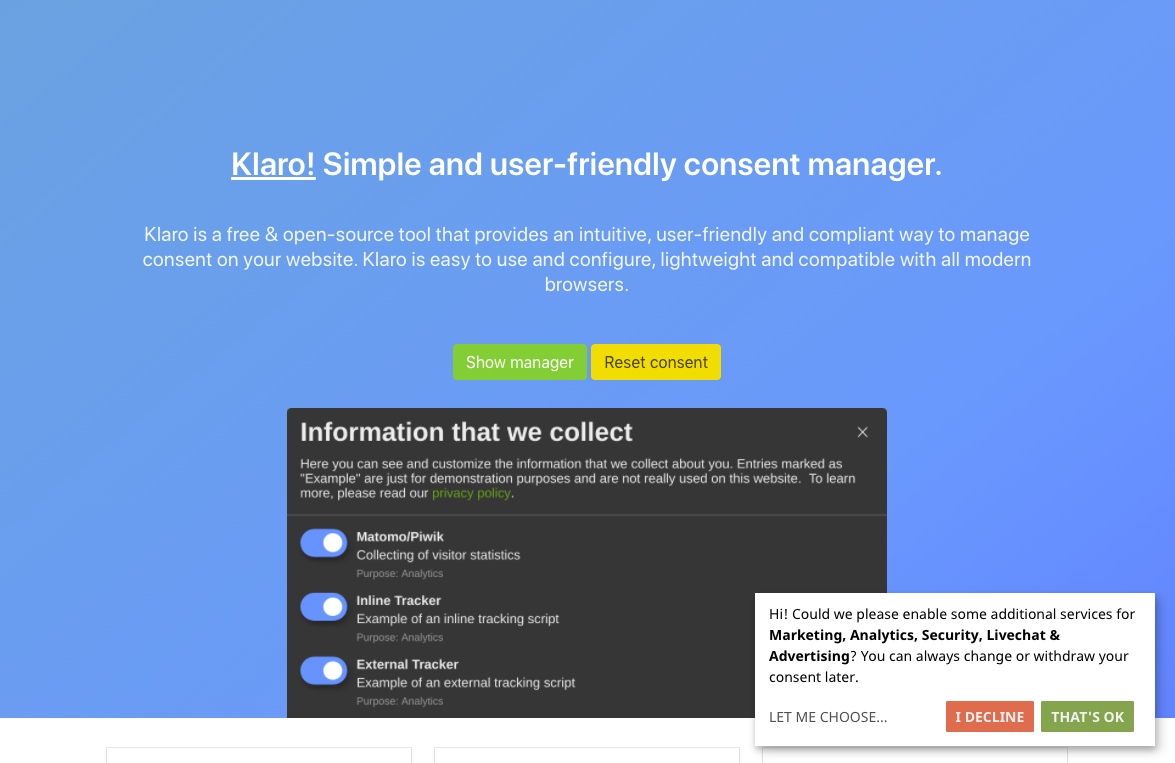 Klaro! Simple and user-friendly consent manager.
Klaro is a free & open-source tool that provides an intuitive, user-friendly and compliant way to manage
consent on your website. Klaro is easy to use and configure, lightweight and compatible with all modern
browsers.
Show manager Reset consent
Information that we collect
Here you can see and customize the information that we collect about you. Entries marked as
"Example" are just for demonstration purposes and are not really used on this website. To learn
more, please read our privacy policy.
Matomo/Piwik
Collecting of visitor statistics
Purpose: Analytics
Inline Tracker
Example of an inline tracking script
Purpose: Analytics
External Tracker
Example of an external tracking script
Purpose: Analytics
Hi! Could we please enable some additional services for
Marketing, Analytics, Security, Livechat &
Advertising? You can always change or withdraw your
consent later.
LET ME CHOOSE... I DECLINE THAT'S OK